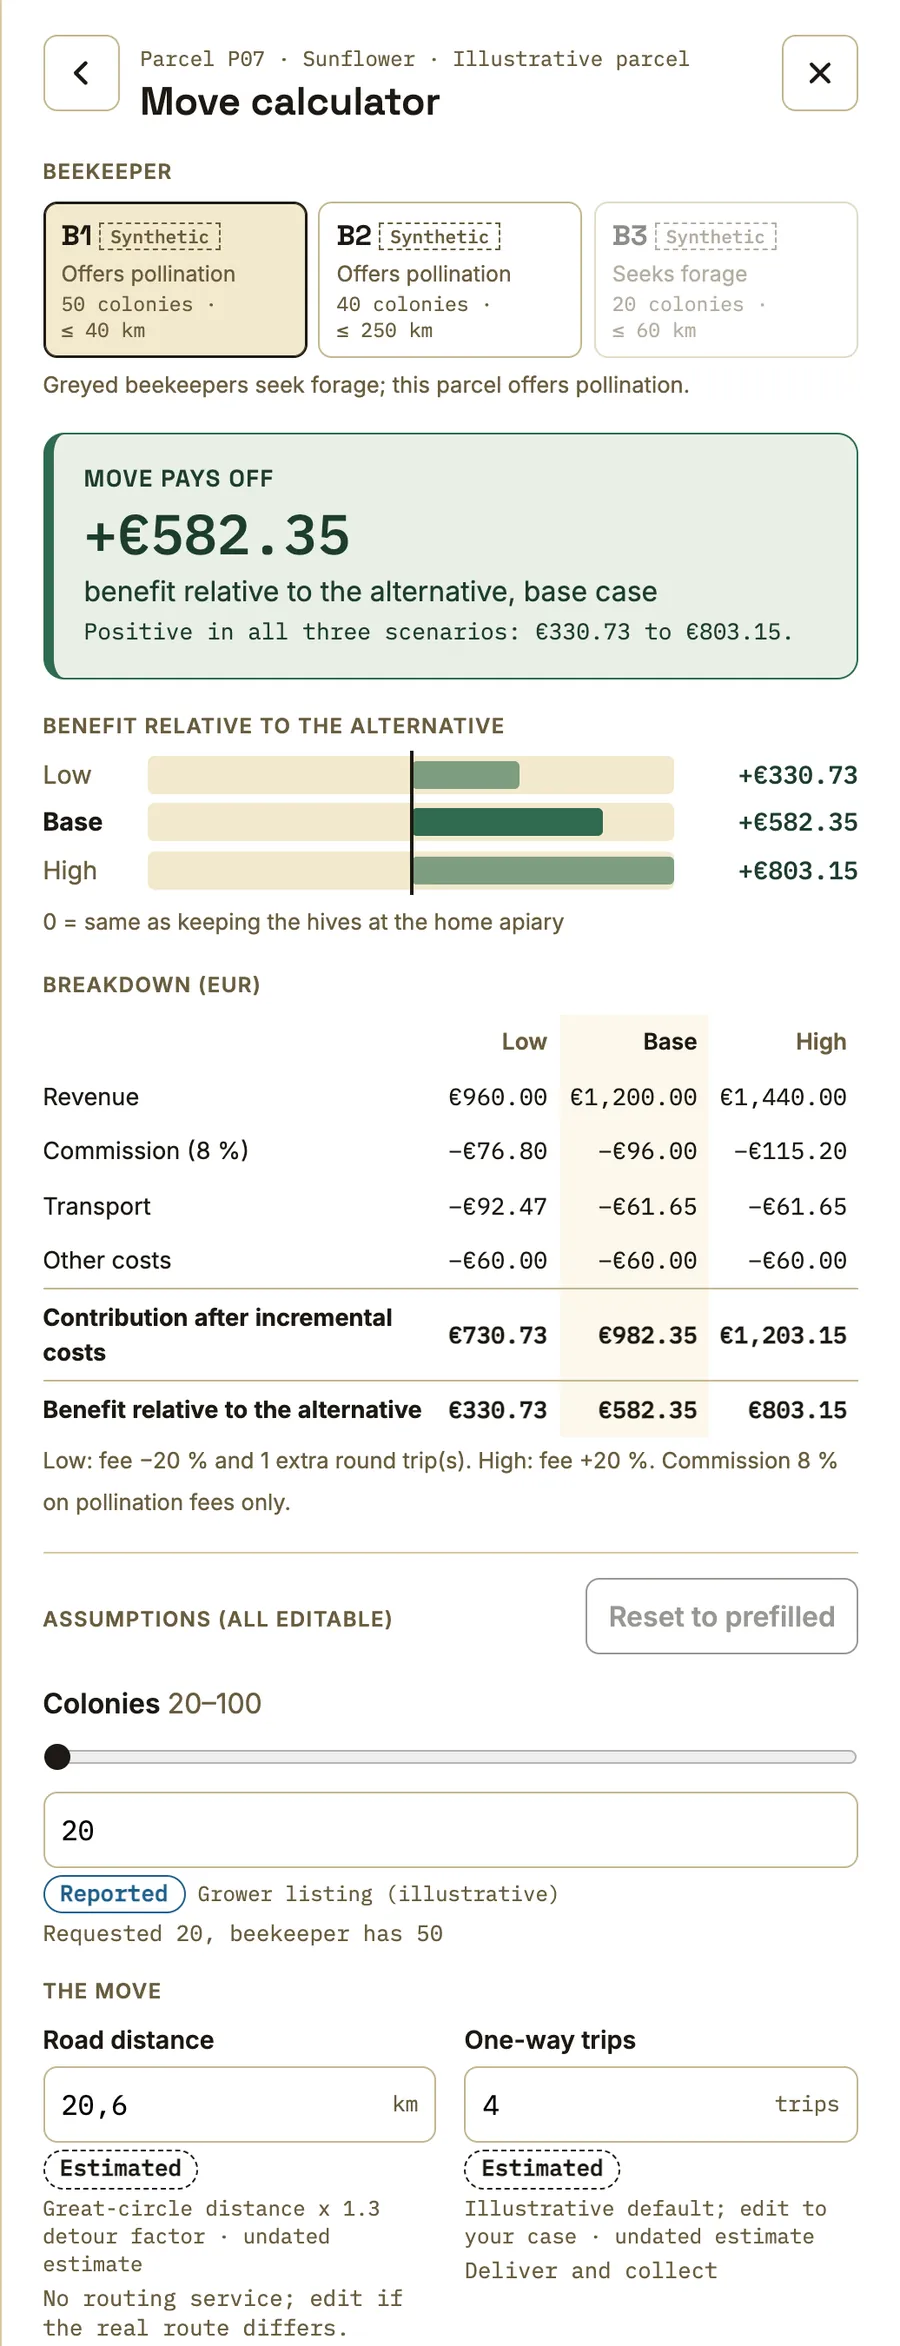 Parcel P07 · Sunflower · Illustrative parcel
Move calculator
BEEKEEPER
B1 Synthetic
Offers pollination
50 colonies ·
≤ 40 km
B2 Synthetic
Offers pollination
40 colonies ·
≤ 250 km
B3 Synthetic
Seeks forage
20 colonies ·
≤ 60 km
Greyed beekeepers seek forage; this parcel offers pollination.
MOVE PAYS OFF
+€582.35
benefit relative to the alternative, base case
Positive in all three scenarios: €330.73 to €803.15.
BENEFIT RELATIVE TO THE ALTERNATIVE
Low +€330.73
Base +€582.35
High +€803.15
0 = same as keeping the hives at the home apiary
BREAKDOWN (EUR)
Low Base High
Revenue €960.00 €1,200.00 €1,440.00
Commission (8 %) −€76.80 −€96.00 −€115.20
Transport −€92.47 −€61.65 −€61.65
Other costs −€60.00 −€60.00 −€60.00
Contribution after incremental
costs €730.73 €982.35 €1,203.15
Benefit relative to the alternative €330.73 €582.35 €803.15
Low: fee −20 % and 1 extra round trip(s). High: fee +20 %. Commission 8 %
on pollination fees only.
ASSUMPTIONS (ALL EDITABLE)
Reset to prefilled
Colonies 20–100
20
Reported Grower listing (illustrative)
Requested 20, beekeeper has 50
THE MOVE
Road distance
20,6 km
Estimated
Great-circle distance x 1.3
detour factor · undated
estimate
No routing service; edit if
the real route differs.
One-way trips
4 trips
Estimated
Illustrative default; edit to
your case · undated estimate
Deliver and collect